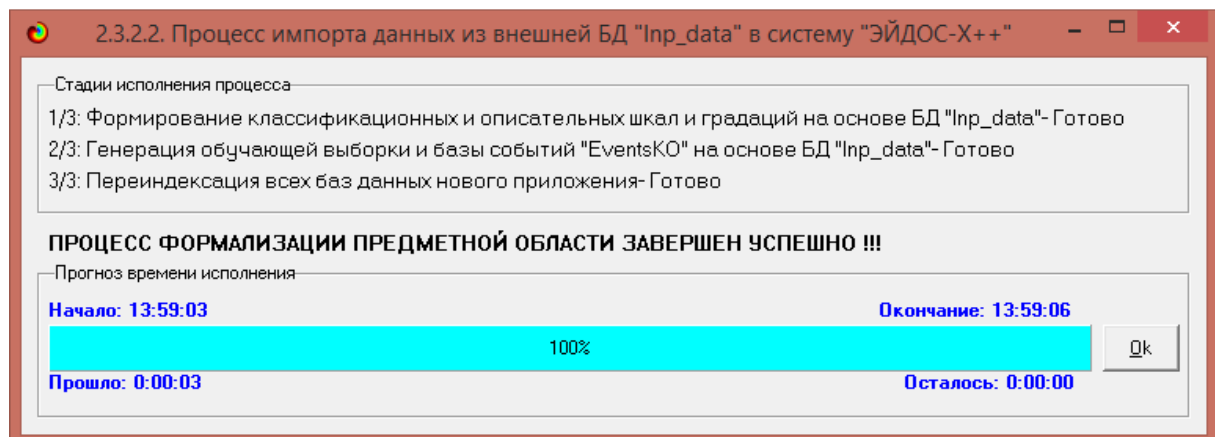 2.3.2.2. Процесс импорта данных из внешней БД "Inp_data" в систему "ЭЙДОС-X++"
Стадии исполнения процесса
1/3: Формирование классификационных и описательных шкал и градаций на основе БД "Inp_data"- Готово
2/3: Генерация обучающей выборки и базы событий "EventsKO" на основе БД "Inp_data"- Готово
3/3: Переиндексация всех баз данных нового приложения- Готово
ПРОЦЕСС ФОРМАЛИЗАЦИИ ПРЕДМЕТНОЙ ОБЛАСТИ ЗАВЕРШЕН УСПЕШНО !!!
Прогноз времени исполнения
Начало: 13:59:03 Окончание: 13:59:06
100% Ok
Прошло: 0:00:03 Осталось: 0:00:00